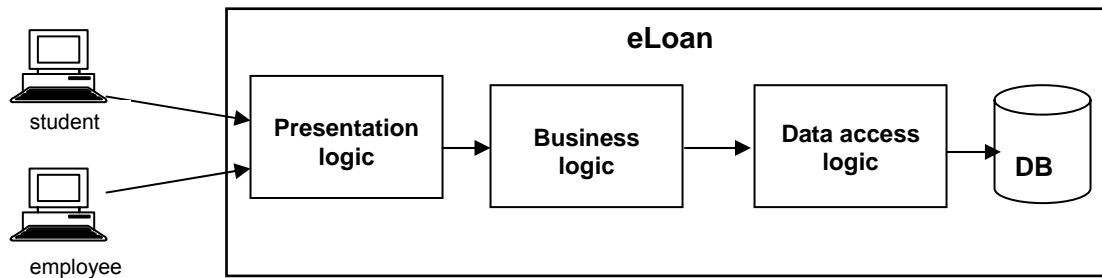 eLoan
student
employee
Presentation
logic
Business
logic
Data access
logic
DB